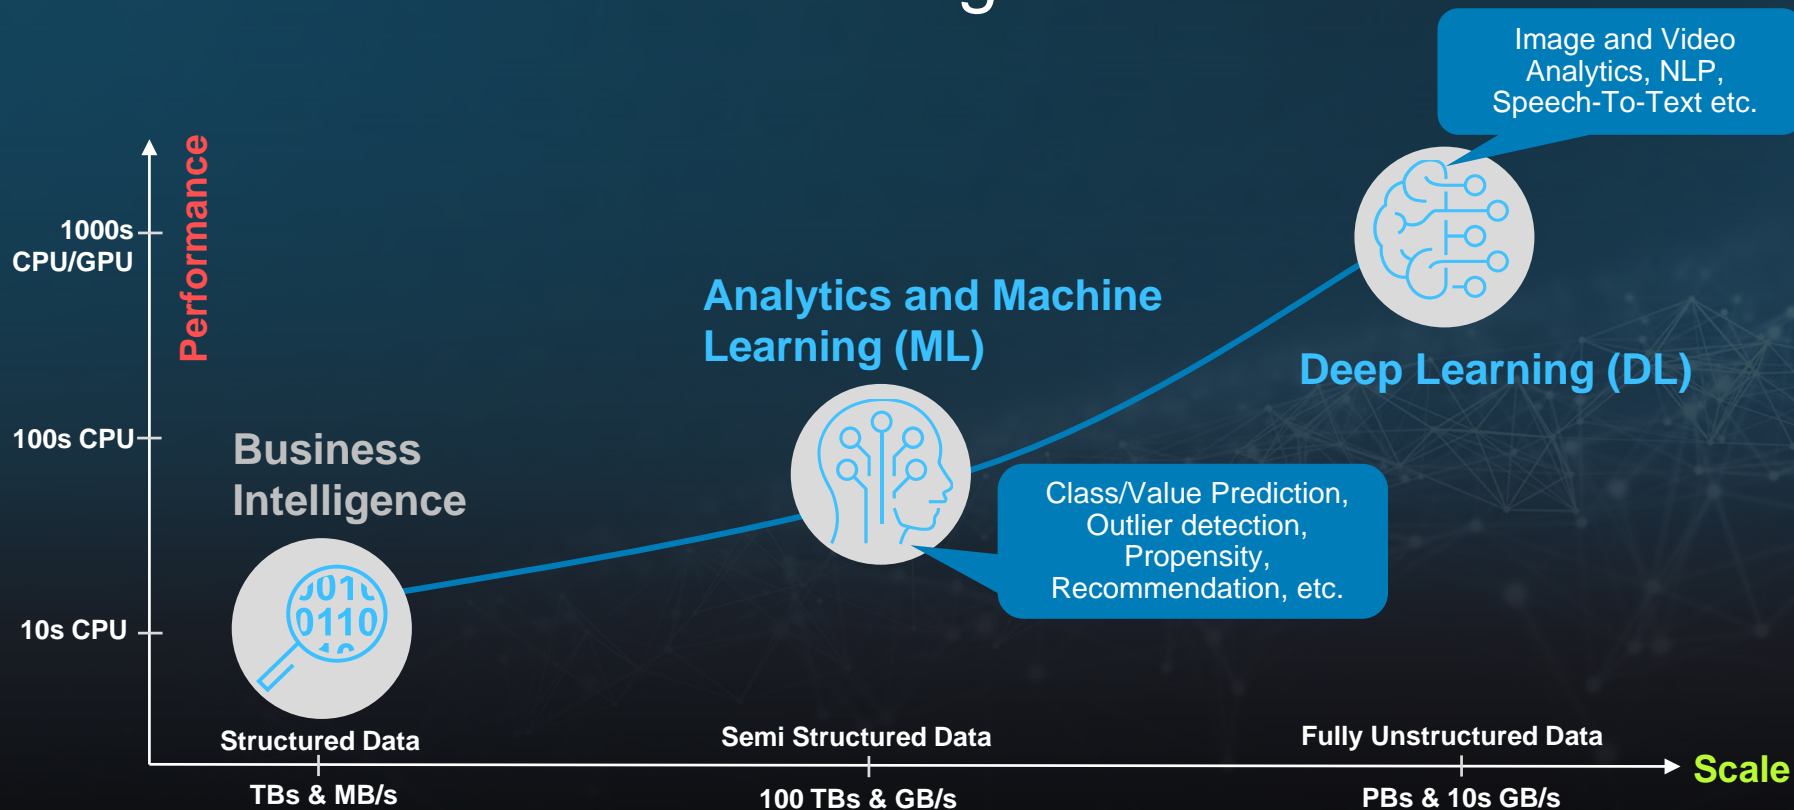 Image and Video
Analytics, NLP,
Speech-To-Text etc.
Performance
1000s
CPU/GPU
Analytics and Machine
Learning (ML)
Deep Learning (DL)
100s CPU
Business
Intelligence
Class/Value Prediction,
Outlier detection,
Propensity,
Recommendation, etc.
0110
10s CPU
Structured Data
Semi Structured Data
Fully Unstructured Data
Scale
TBs & MB/s
100 TBs & GB/s
PBs & 10s GB/s